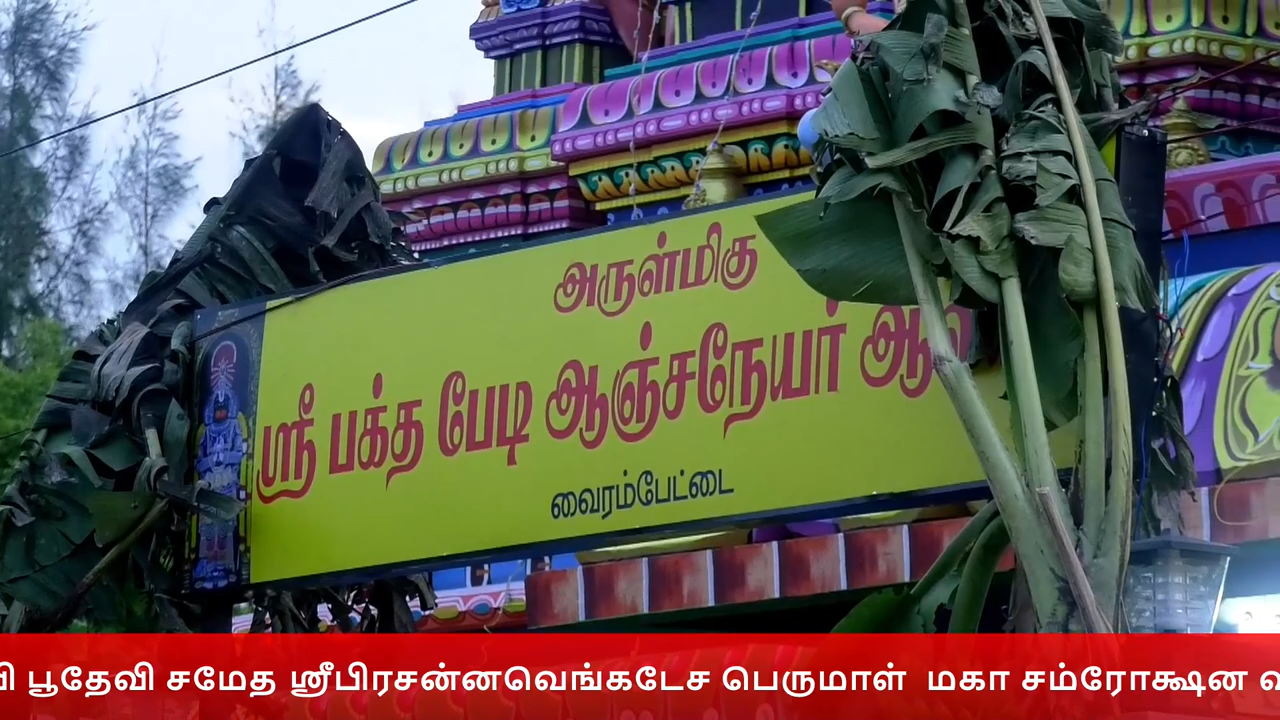 அருள்மிகு
ஸ்ரீ பக்த பேடி ஆஞ்சநேயர்
வைரம்பேட்டை
பூதேவி சமேத ஸ்ரீபிரசன்னவெங்கடேச பெருமாள் மகா சம்ரோக்ஷன